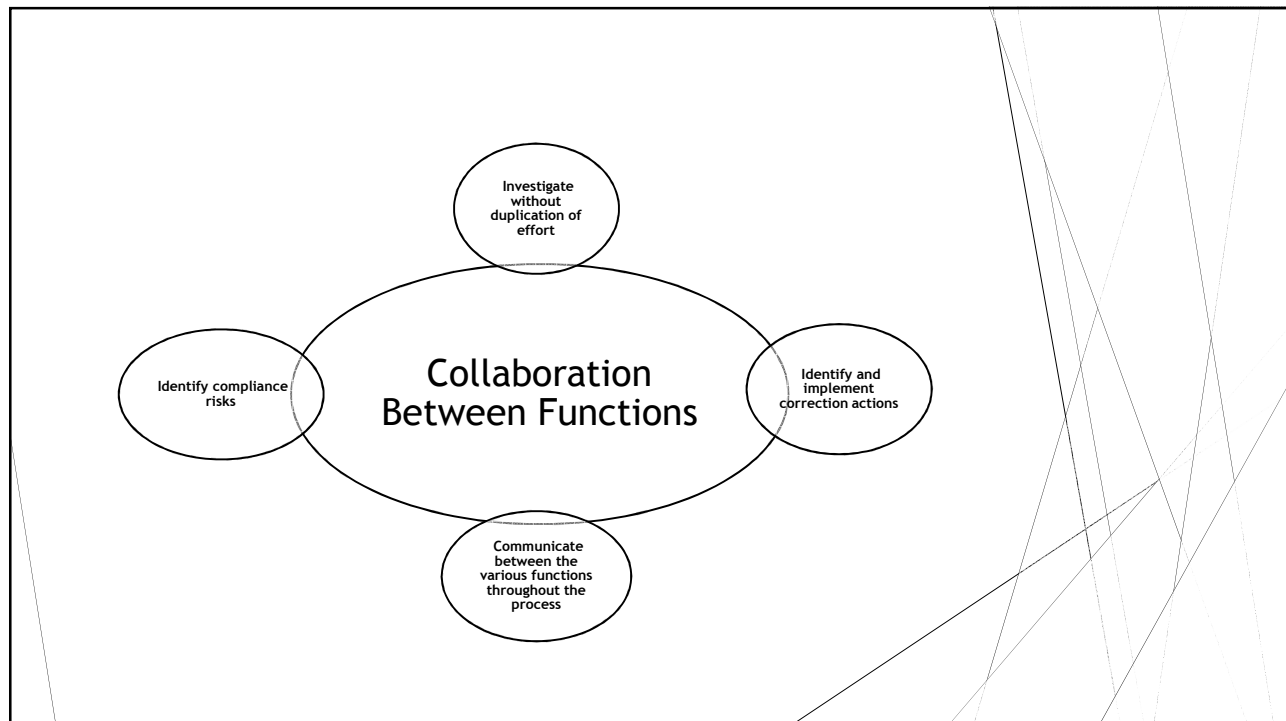 Investigate
without
duplication of
effort
Collaboration
Between Functions
Identify compliance
risks
Identify and
implement
correction actions
Communicate
between the
various functions
throughout the
process